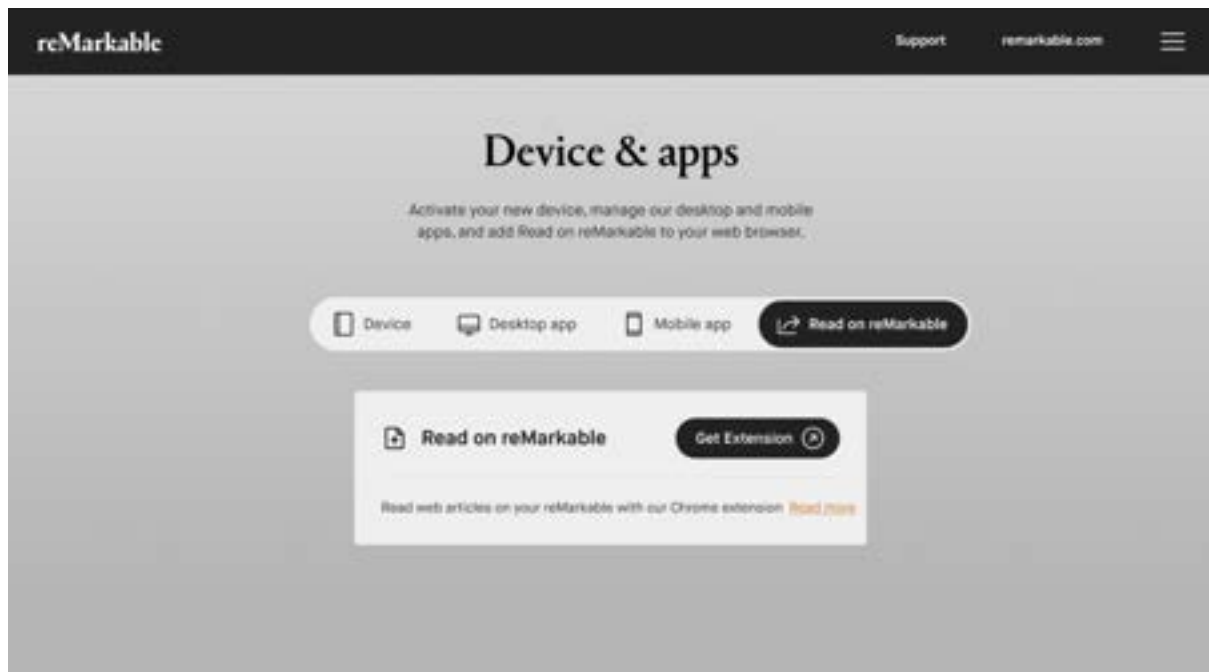 reMarkable
Support
remarkable.com
Device & apps
Activate your new device, manage our desktop and mobile
apps, and add Read on reMarkable to your web browser.
Device
Desktop app
Mobile app
Read on reMarkable
Read on reMarkable
Get Extension
Read web articles on your reMarkable with our Chrome extension Read more